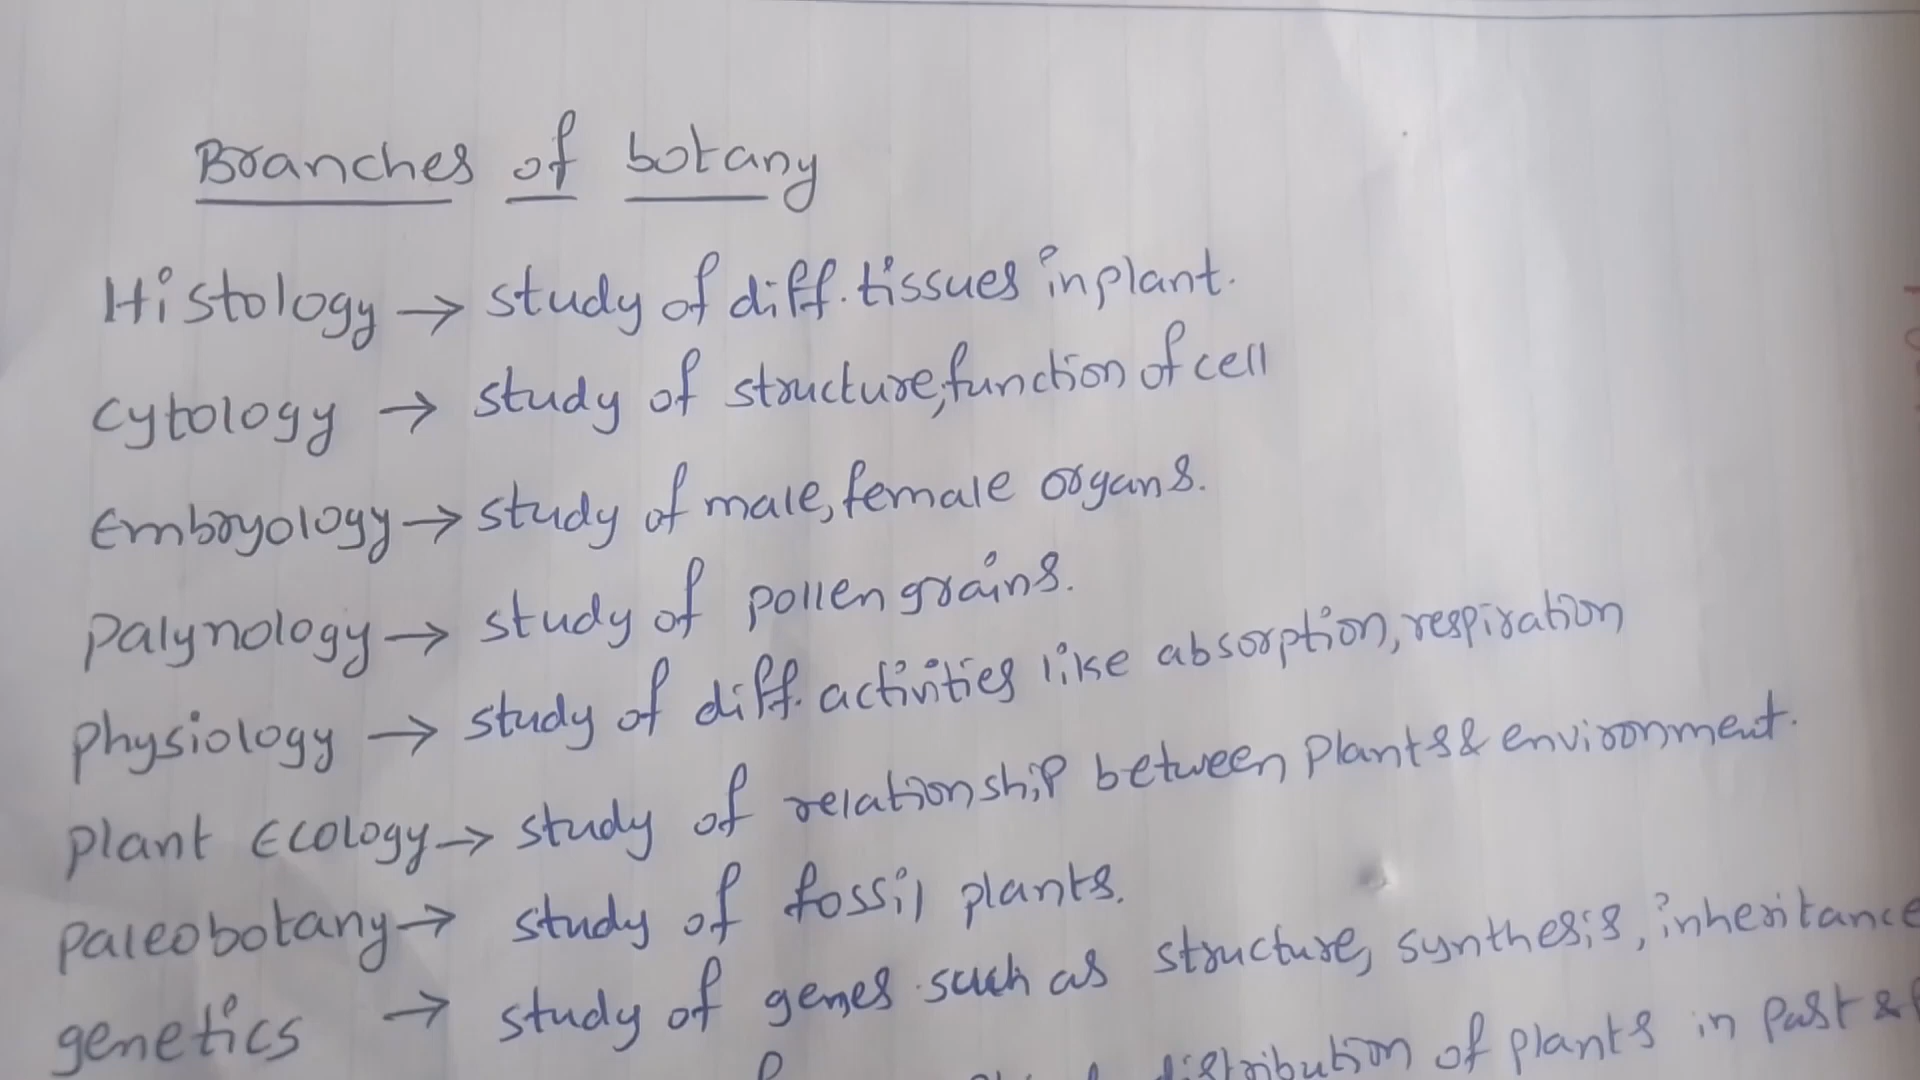 Branches of botany
Histology → study of diff. tissues in plant.
Cytology → study of structure, function of cell
Embryology → study of male, female organs.
Palynology → study of pollen grains.
physiology → study of diff. activities like absorption, respiration
plant Ecology → study of relationship between Plants & environment.
paleobotany → study of fossil plants.
genetics → study of genes such as structure, synthesis, inheritance
distribution of plants in Past &